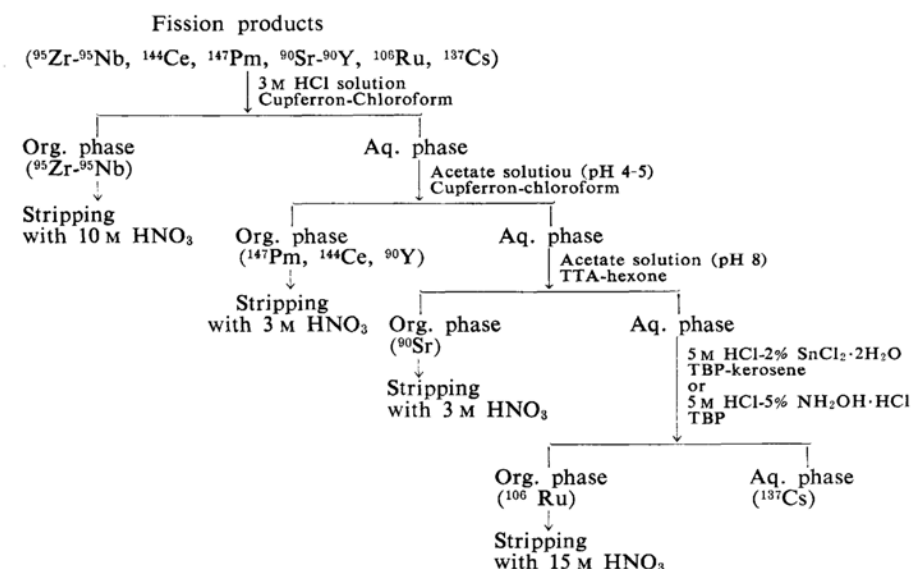 Fission products
(⁹⁵Zr-⁹⁵Nb, ¹⁴⁴Ce, ¹⁴⁷Pm, ⁹⁰Sr-⁹⁰Y, ¹⁰⁶Ru, ¹³⁷Cs)
3 M HCl solution
Cupferron-Chloroform
Org. phase
(⁹⁵Zr-⁹⁵Nb)
Stripping
with 10 M HNO₃
Aq. phase
Acetate solutiou (pH 4-5)
Cupferron-chloroform
Org. phase
(¹⁴⁷Pm, ¹⁴⁴Ce, ⁹⁰Y)
Stripping
with 3 M HNO₃
Aq. phase
Acetate solution (pH 8)
TTA-hexone
Org. phase
(⁹⁰Sr)
Stripping
with 3 M HNO₃
Aq. phase
5 M HCl-2% SnCl₂·2H₂O
TBP-kerosene
or
5 M HCl-5% NH₂OH·HCl
TBP
Org. phase
(¹⁰⁶ Ru)
Stripping
with 15 M HNO₃
Aq. phase
(¹³⁷Cs)